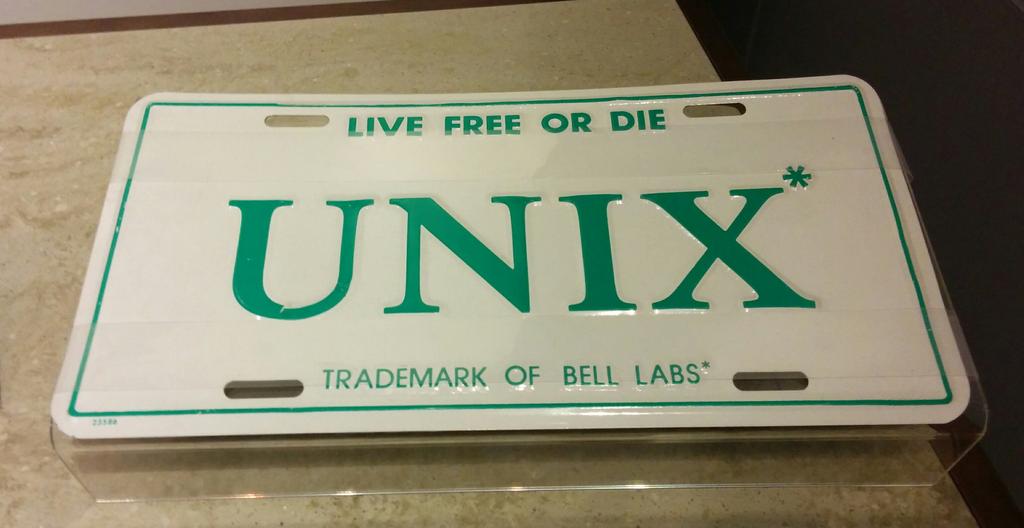 LIVE FREE OR DIE
UNIX*
TRADEMARK OF BELL LABS*